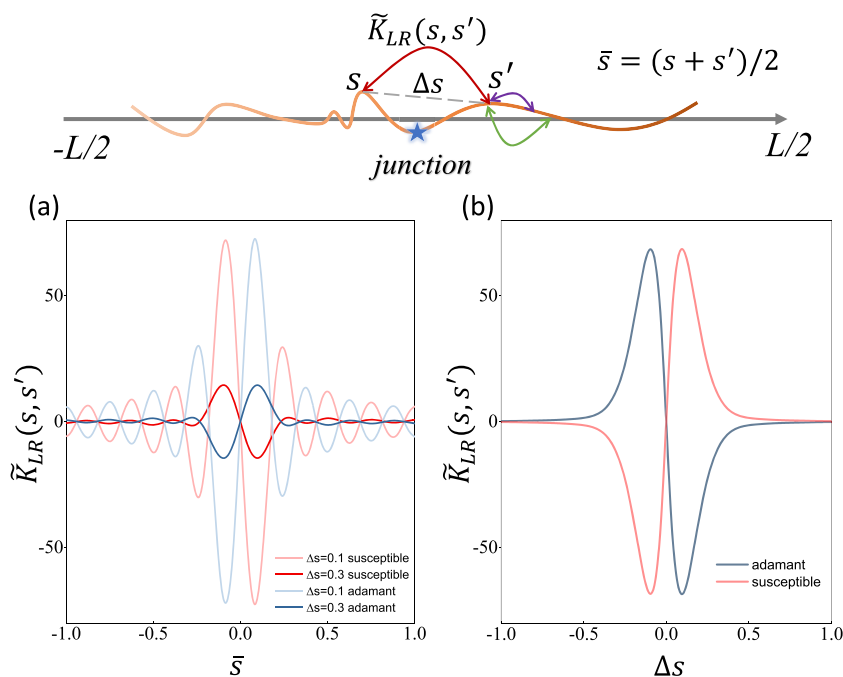 K̃_LR(s, s′)
s̄ = (s + s′)/2
s
Δs
s′
-L/2
L/2
junction
(a)
(b)
50
0
-50
K̃_LR(s, s′)
Δs=0.1 susceptible
Δs=0.3 susceptible
Δs=0.1 adamant
Δs=0.3 adamant
-1.0
-0.5
0.0
0.5
1.0
s̄
50
0
-50
K̃_LR(s, s′)
adamant
susceptible
-1.0
-0.5
0.0
0.5
1.0
Δs